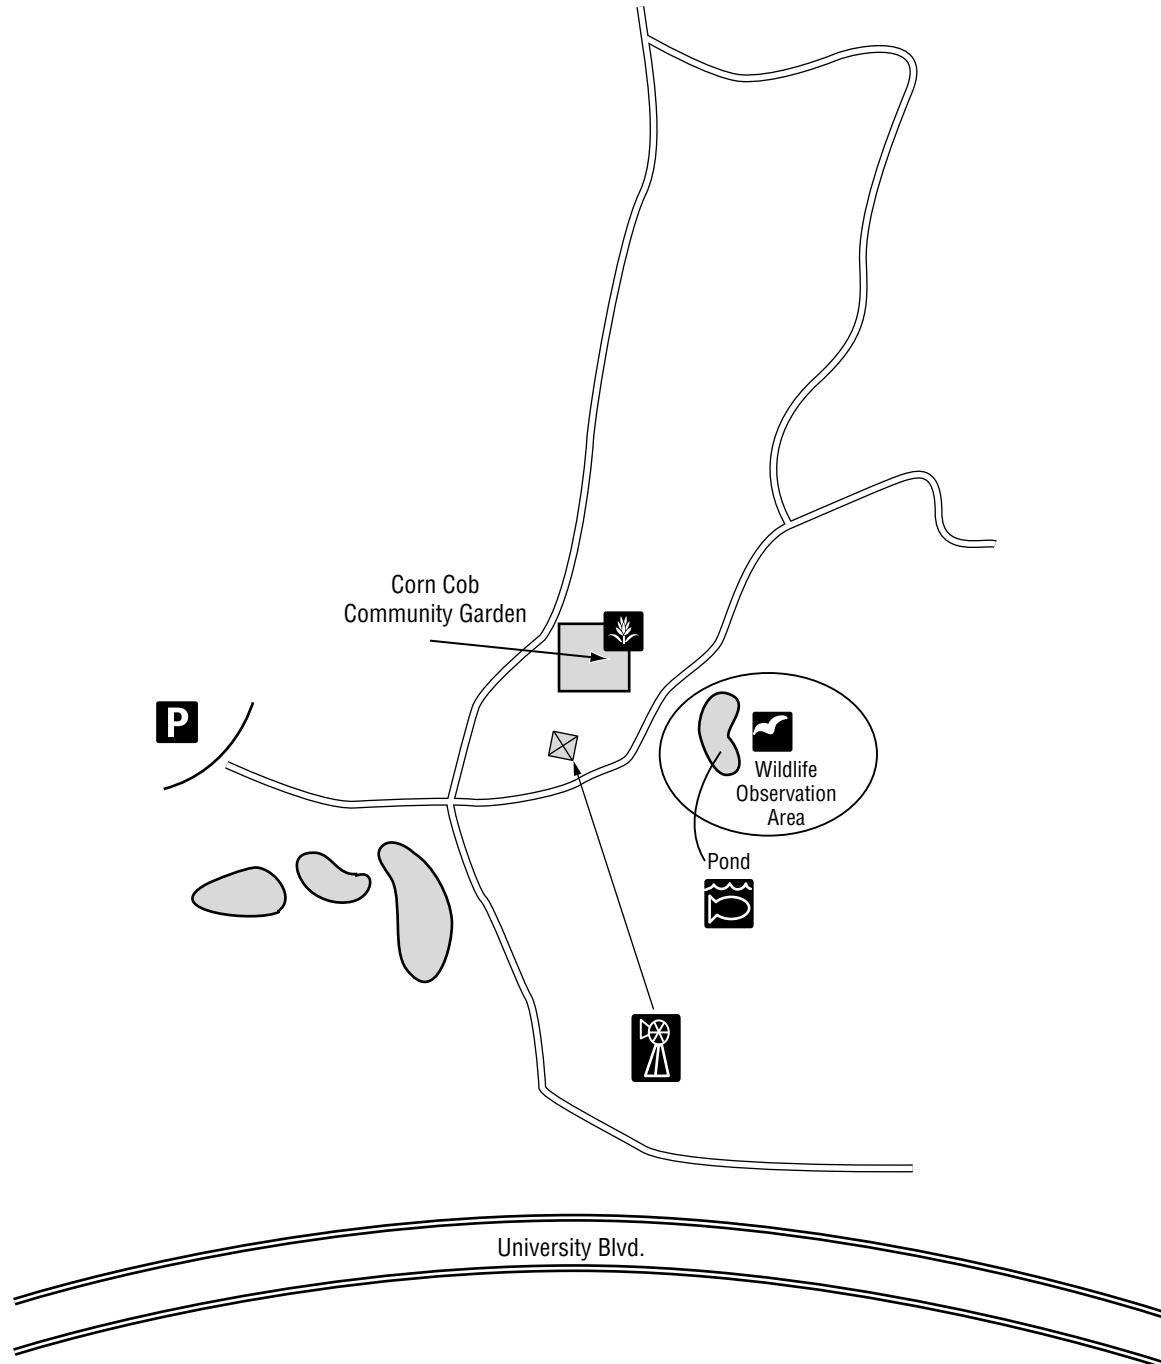 Corn Cob
Community Garden
P
Wildlife
Observation
Area
Pond
University Blvd.